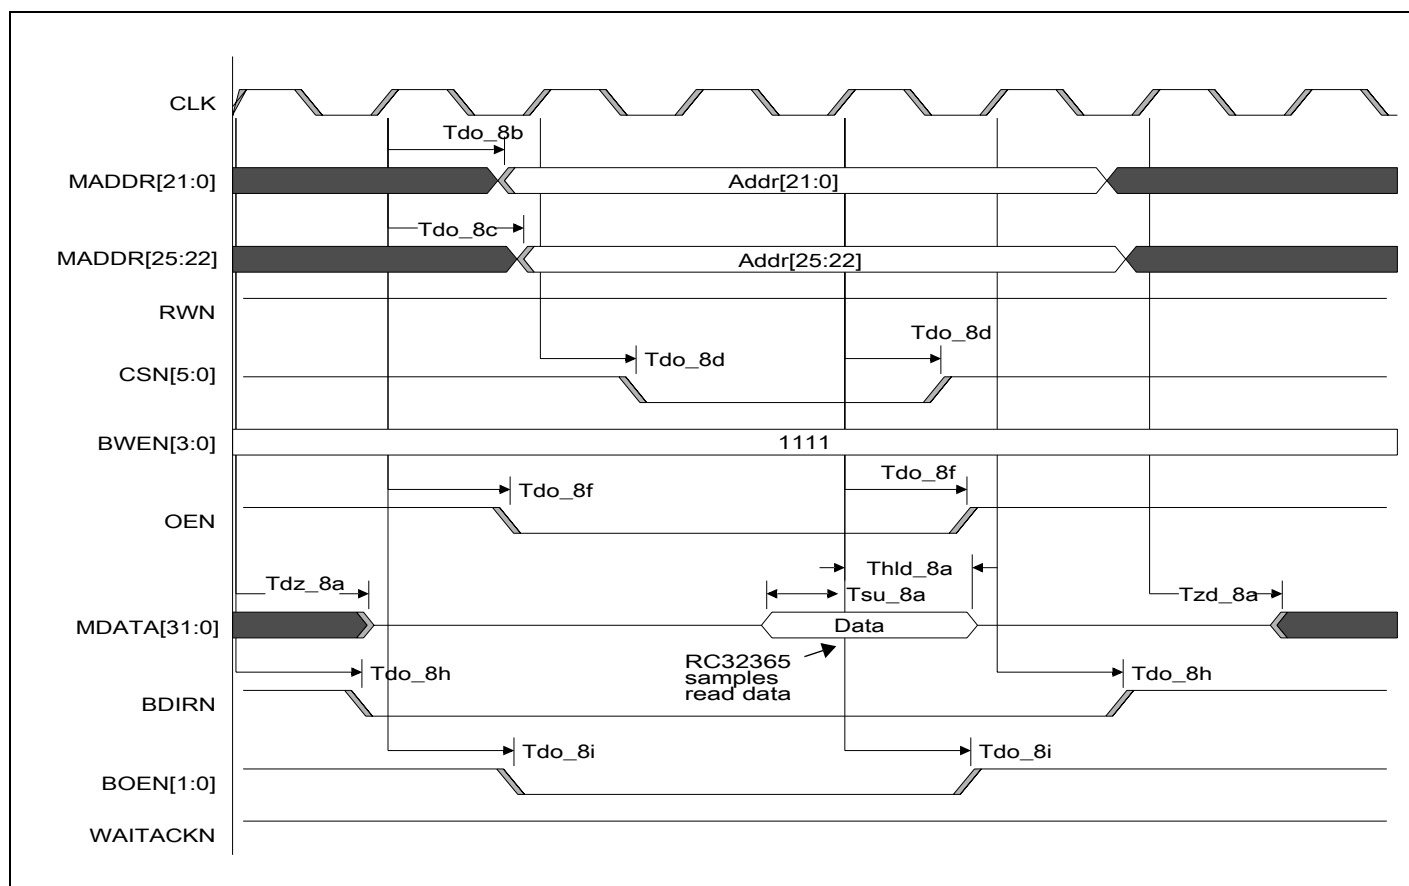 CLK
Tdo_8b
MADDR[21:0]
Addr[21:0]
Tdo_8c
MADDR[25:22]
Addr[25:22]
RWN
Tdo_8d
Tdo_8d
CSN[5:0]
BWEN[3:0]
1111
Tdo_8f
Tdo_8f
OEN
Thld_8a
Tdz_8a
Tsu_8a
Tzd_8a
MDATA[31:0]
Data
RC32365
samples
read data
Tdo_8h
Tdo_8h
BDIRN
Tdo_8i
Tdo_8i
BOEN[1:0]
WAITACKN